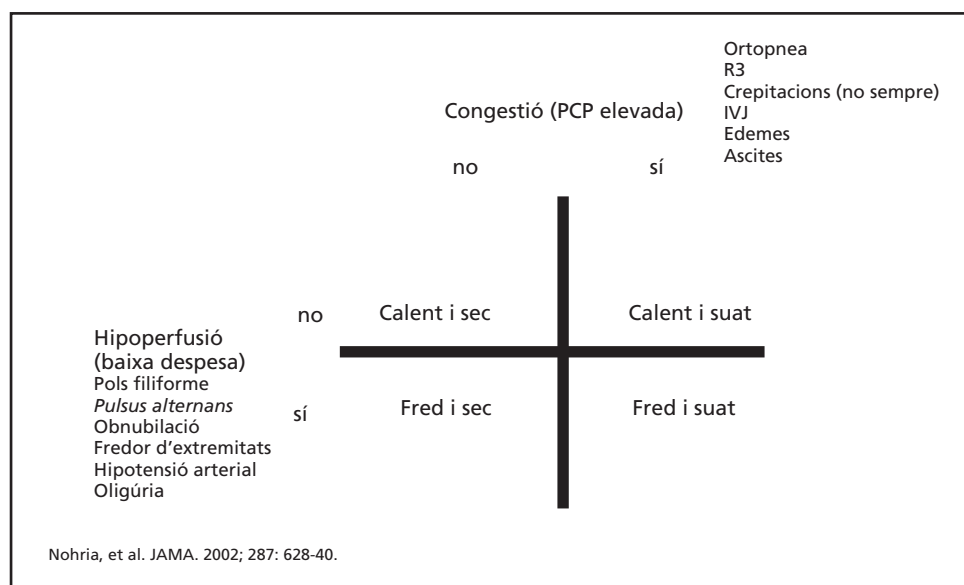 Ortopnea
R3
Crepitacions (no sempre)
IVJ
Edemes
Ascites
Congestió (PCP elevada)
no sí
no Calent i sec Calent i suat
Hipoperfusió
(baixa despesa)
Pols filiforme
Pulsus alternans
Obnubilació
Fredor d'extremitats
Hipotensió arterial
Oligúria
sí Fred i sec Fred i suat
Nohria, et al. JAMA. 2002; 287: 628-40.